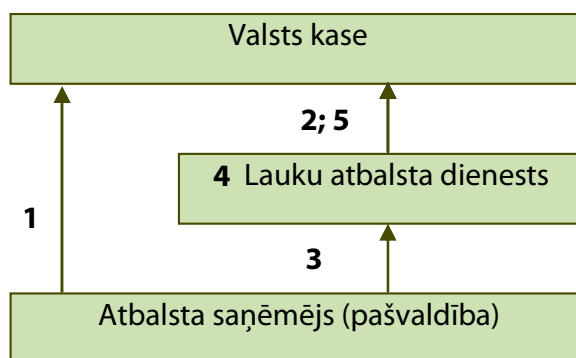 Valsts kase
2; 5
4 Lauku atbalsta dienests
1
3
Atbalsta saņēmējs (pašvaldība)